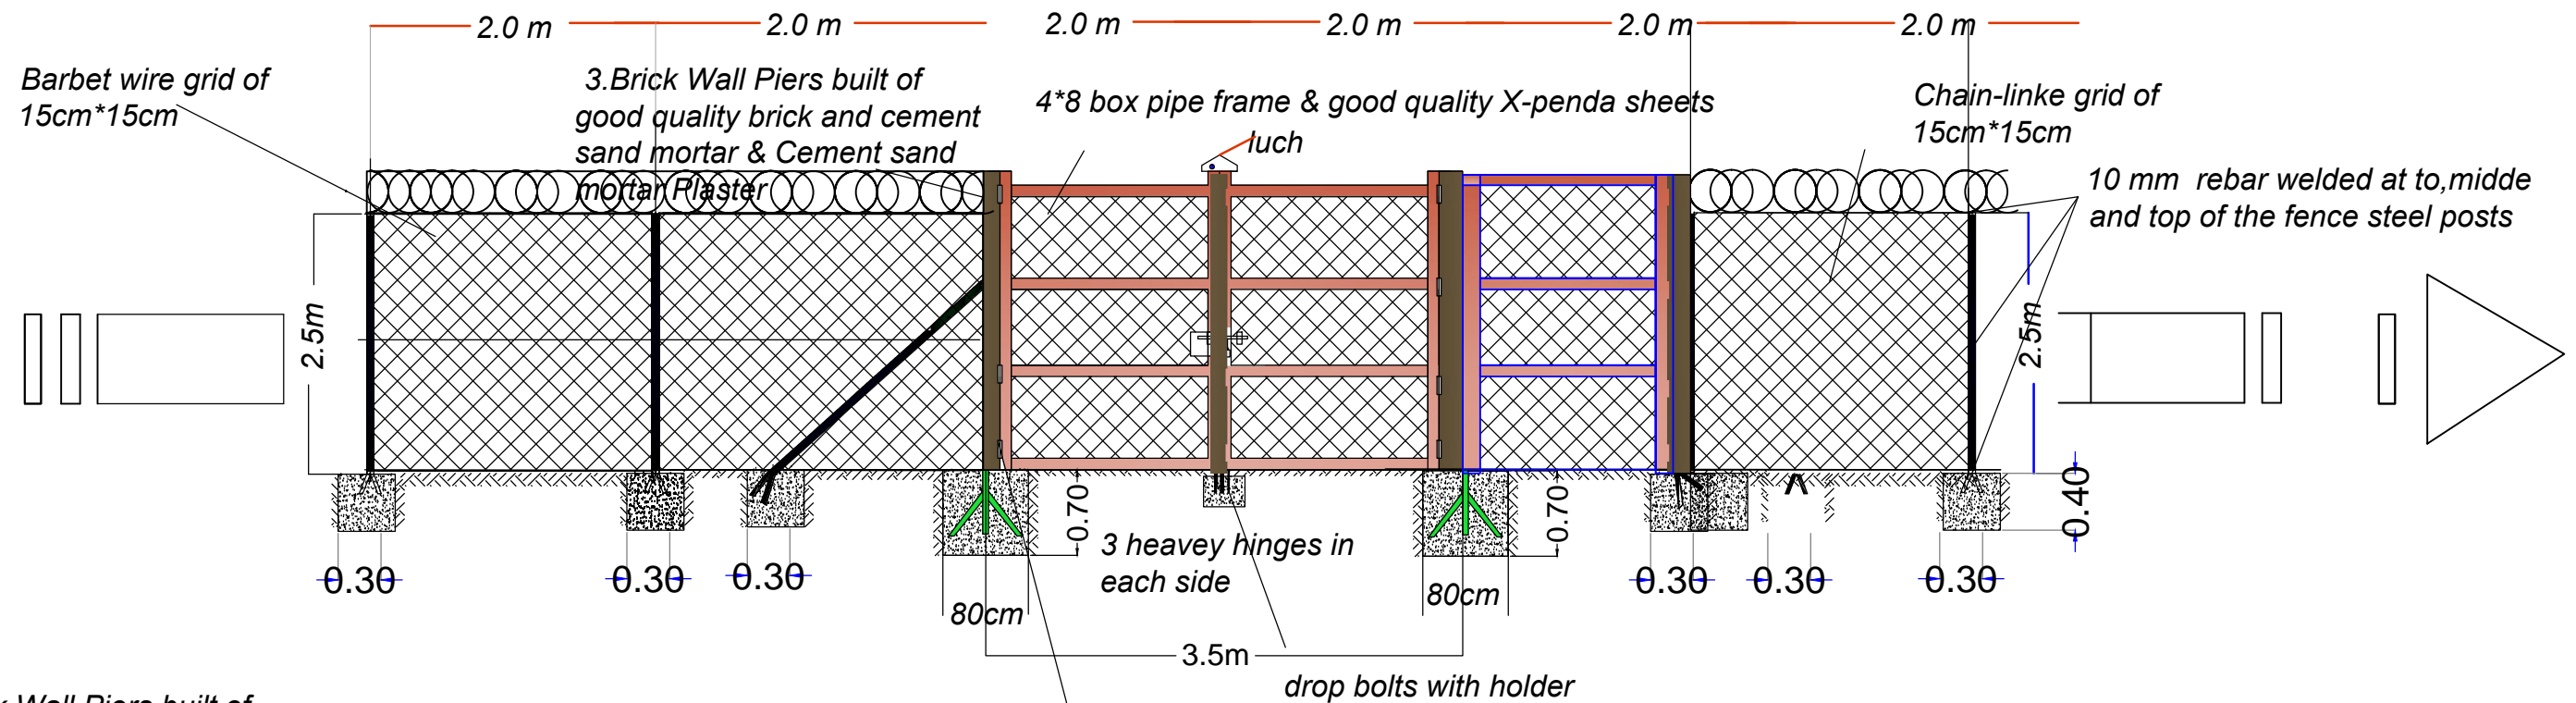 2.0 m
2.0 m
2.0 m
2.0 m
2.0 m
2.0 m
Barbet wire grid of
15cm*15cm
3.Brick Wall Piers built of
good quality brick and cement
sand mortar & Cement sand
mortar Plaster
4*8 box pipe frame & good quality X-penda sheets
luch
Chain-linke grid of
15cm*15cm
10 mm rebar welded at to,midde
and top of the fence steel posts
2.5m
2.5m
0.70
0.70
0.40
3 heavey hinges in
each side
0.30
0.30
0.30
0.30
0.30
0.30
80cm
80cm
3.5m
drop bolts with holder
Wall Piers built of